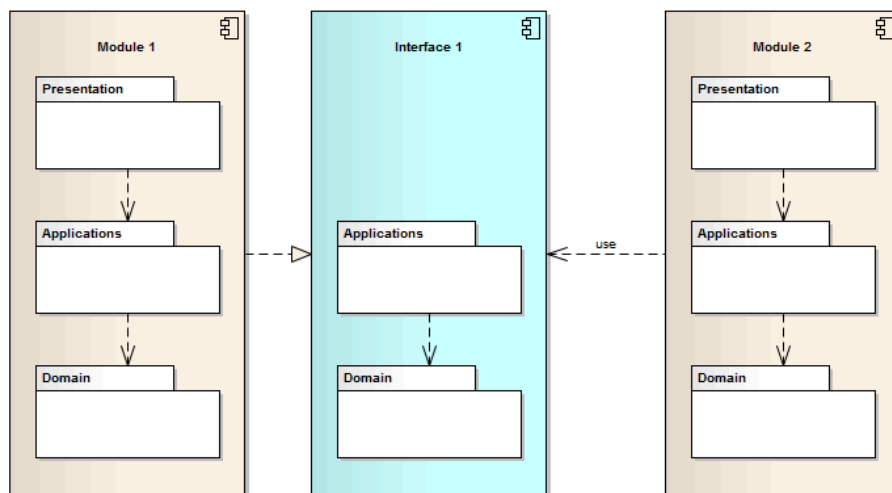 Module 1
Interface 1
Module 2
Presentation
Presentation
Applications
Applications
use
Applications
Domain
Domain
Domain